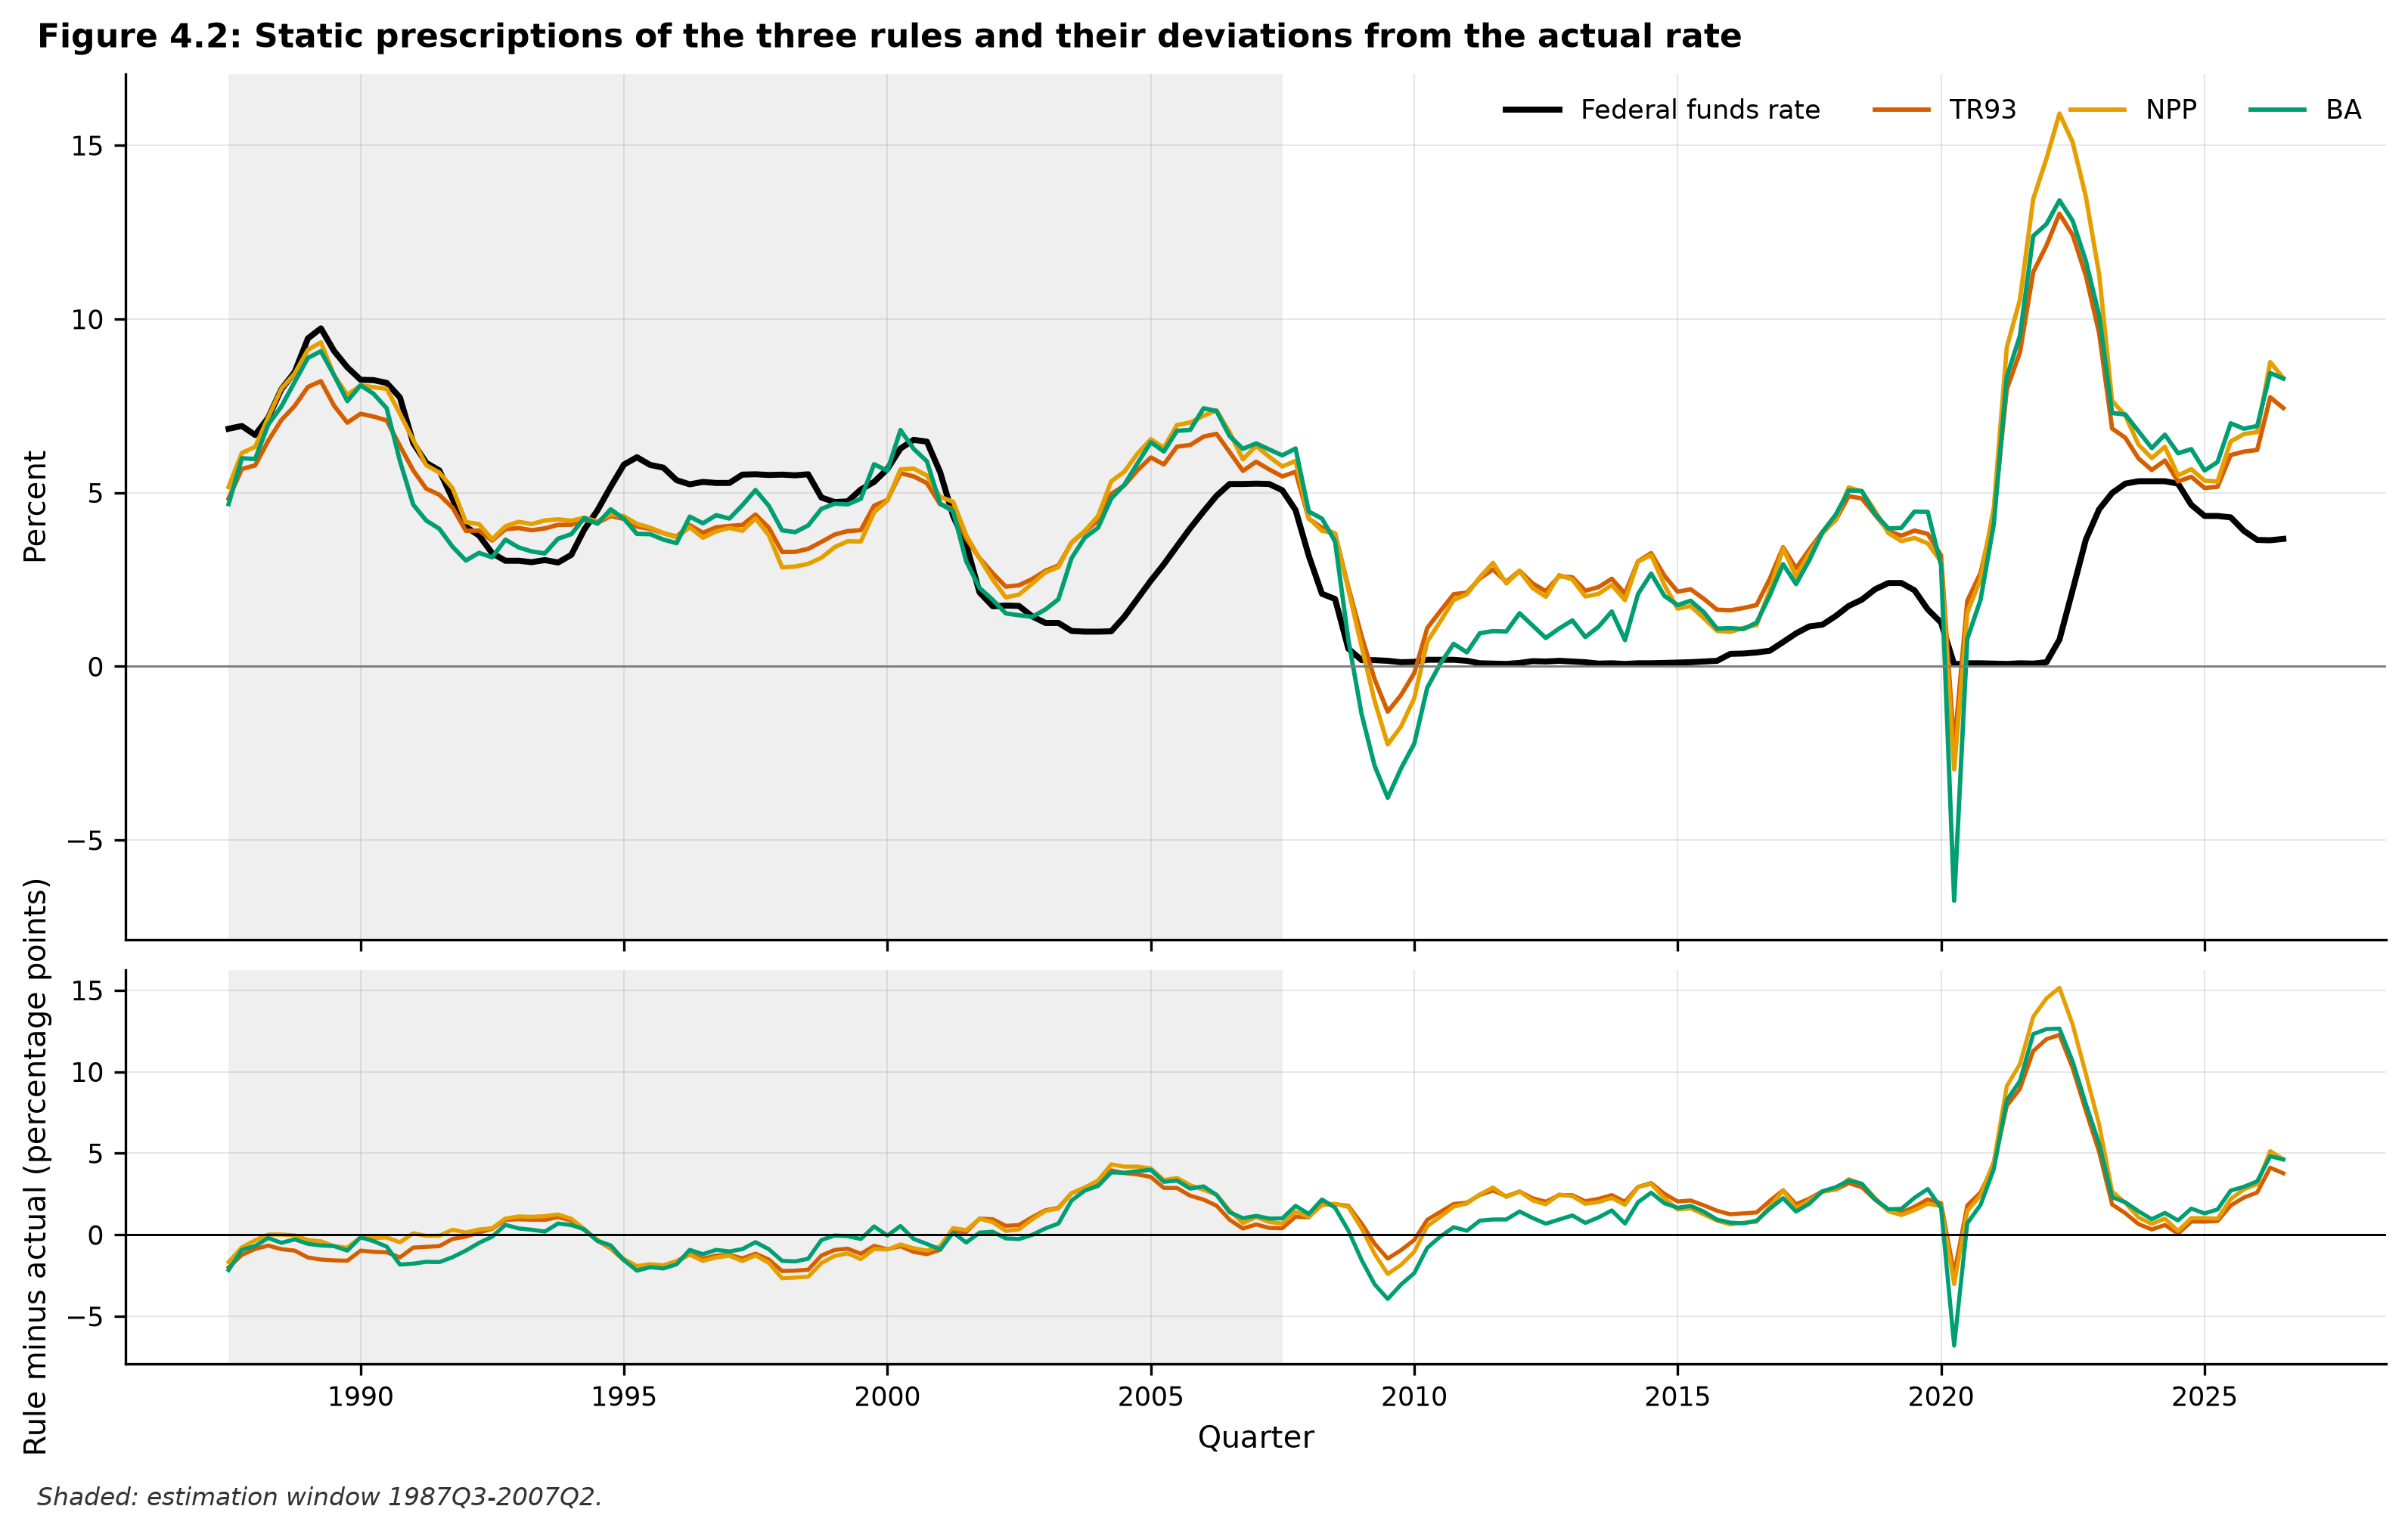 Figure 4.2: Static prescriptions of the three rules and their deviations from the actual rate
Federal funds rate TR93 NPP BA
Percent
15
10
5
0
−5
Rule minus actual (percentage points)
15
10
5
0
−5
1990 1995 2000 2005 2010 2015 2020 2025
Quarter
Shaded: estimation window 1987Q3-2007Q2.